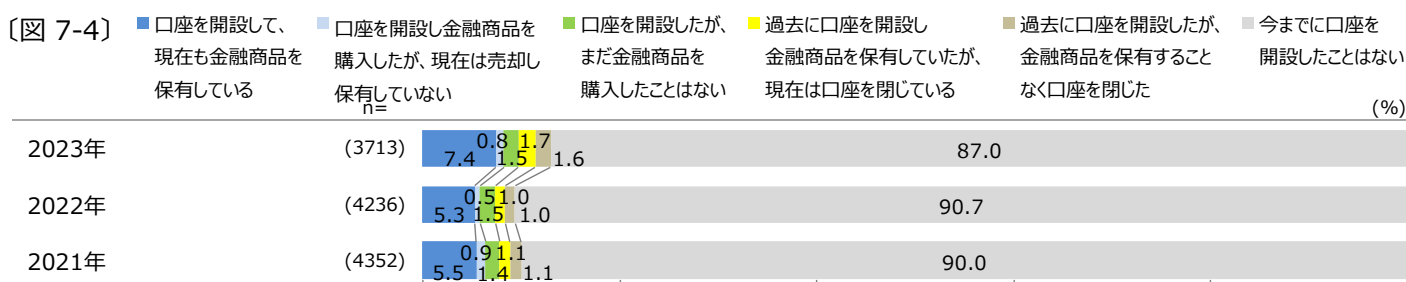 〔図 7-4〕
口座を開設して、
現在も金融商品を
保有している
口座を開設し金融商品を
購入したが、現在は売却し
保有していない
口座を開設したが、
まだ金融商品を
購入したことはない
過去に口座を開設し
金融商品を保有していたが、
現在は口座を閉じている
過去に口座を開設したが、
金融商品を保有すること
なく口座を閉じた
今までに口座を
開設したことはない
n=
(%)
2023年 (3713) 7.4 0.8 1.5 1.7 1.6 87.0
2022年 (4236) 5.3 0.5 1.5 1.0 1.0 90.7
2021年 (4352) 5.5 0.9 1.4 1.1 1.1 90.0